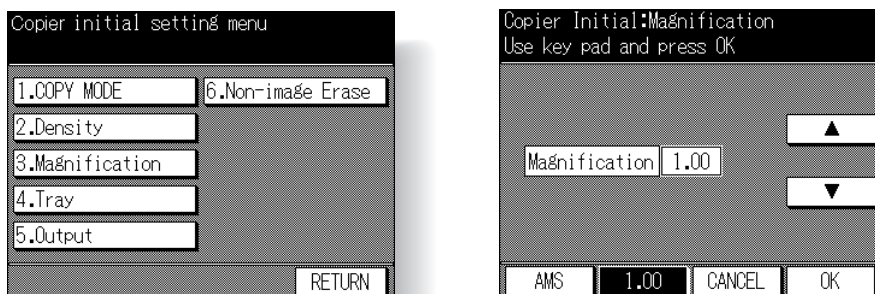 Copier initial setting menu
1.COPY MODE
6.Non-image Erase
2.Density
3.Magnification
4.Tray
5.Output
RETURN
Copier Initial:Magnification
Use key pad and press OK
▲
Magnification 1.00
▼
AMS 1.00 CANCEL OK